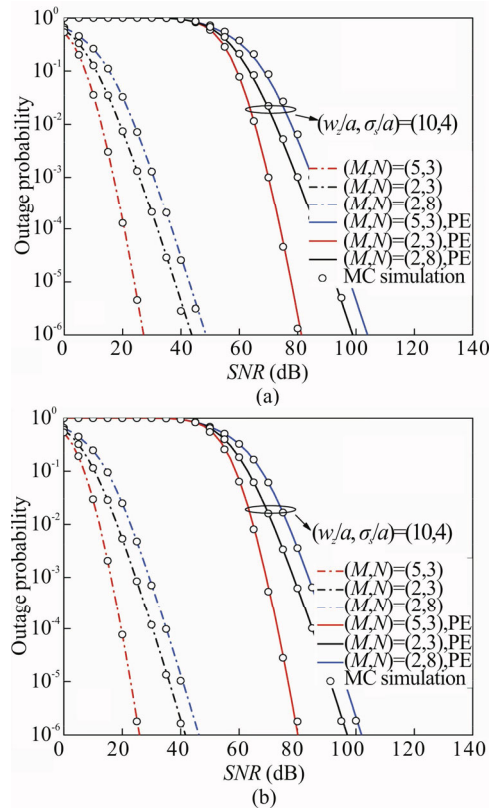 10^0
10^-1
10^-2
10^-3
10^-4
10^-5
10^-6
Outage probability
(w_z/a, σ_s/a)=(10,4)
(M,N)=(5,3)
(M,N)=(2,3)
(M,N)=(2,8)
(M,N)=(5,3),PE
(M,N)=(2,3),PE
(M,N)=(2,8),PE
MC simulation
0 20 40 60 80 100 120 140
SNR (dB)
(a)
10^0
10^-1
10^-2
10^-3
10^-4
10^-5
10^-6
Outage probability
(w_z/a, σ_s/a)=(10,4)
(M,N)=(5,3)
(M,N)=(2,3)
(M,N)=(2,8)
(M,N)=(5,3),PE
(M,N)=(2,3),PE
(M,N)=(2,8),PE
MC simulation
0 20 40 60 80 100 120 140
SNR (dB)
(b)